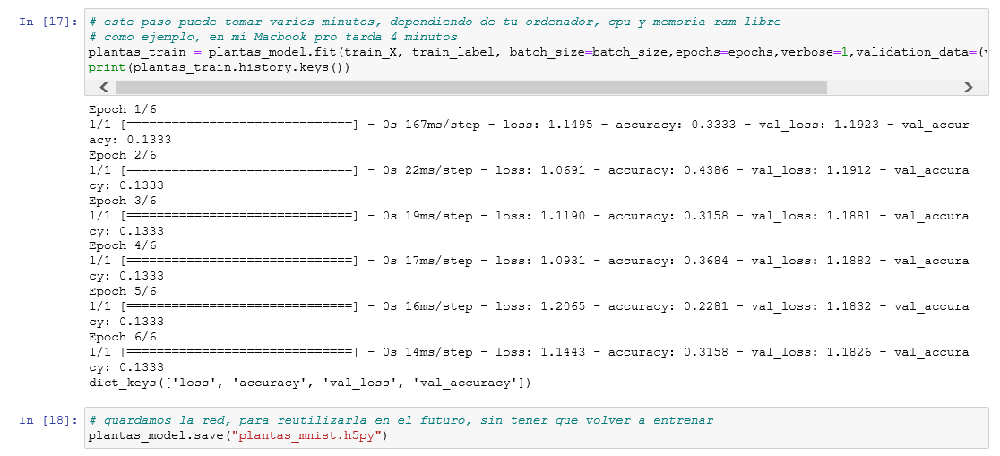 In [17]: # este paso puede tomar varios minutos, dependiendo de tu ordenador, cpu y memoria ram libre
# como ejemplo, en mi Macbook pro tarda 4 minutos
plantas_train = plantas_model.fit(train_X, train_label, batch_size=batch_size,epochs=epochs,verbose=1,validation_data=(
print(plantas_train.history.keys())
Epoch 1/6
1/1 [==============================] - 0s 167ms/step - loss: 1.1495 - accuracy: 0.3333 - val_loss: 1.1923 - val_accur
acy: 0.1333
Epoch 2/6
1/1 [==============================] - 0s 22ms/step - loss: 1.0691 - accuracy: 0.4386 - val_loss: 1.1912 - val_accura
cy: 0.1333
Epoch 3/6
1/1 [==============================] - 0s 19ms/step - loss: 1.1190 - accuracy: 0.3158 - val_loss: 1.1881 - val_accura
cy: 0.1333
Epoch 4/6
1/1 [==============================] - 0s 17ms/step - loss: 1.0931 - accuracy: 0.3684 - val_loss: 1.1882 - val_accura
cy: 0.1333
Epoch 5/6
1/1 [==============================] - 0s 16ms/step - loss: 1.2065 - accuracy: 0.2281 - val_loss: 1.1832 - val_accura
cy: 0.1333
Epoch 6/6
1/1 [==============================] - 0s 14ms/step - loss: 1.1443 - accuracy: 0.3158 - val_loss: 1.1826 - val_accura
cy: 0.1333
dict_keys(['loss', 'accuracy', 'val_loss', 'val_accuracy'])
In [18]: # guardamos la red, para reutilizarla en el futuro, sin tener que volver a entrenar
plantas_model.save("plantas_mnist.h5py")